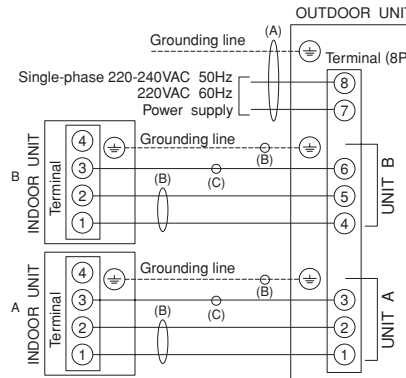 OUTDOOR UNIT
(A)
Grounding line
Terminal (8P
Single-phase 220-240VAC 50Hz
220VAC 60Hz
Power supply
8
7
B
INDOOR UNIT
Terminal
4
3
2
1
Grounding line
(B)
(B)
(C)
6
5
4
UNIT B
A
INDOOR UNIT
Terminal
4
3
2
1
Grounding line
(B)
(B)
(C)
3
2
1
UNIT A